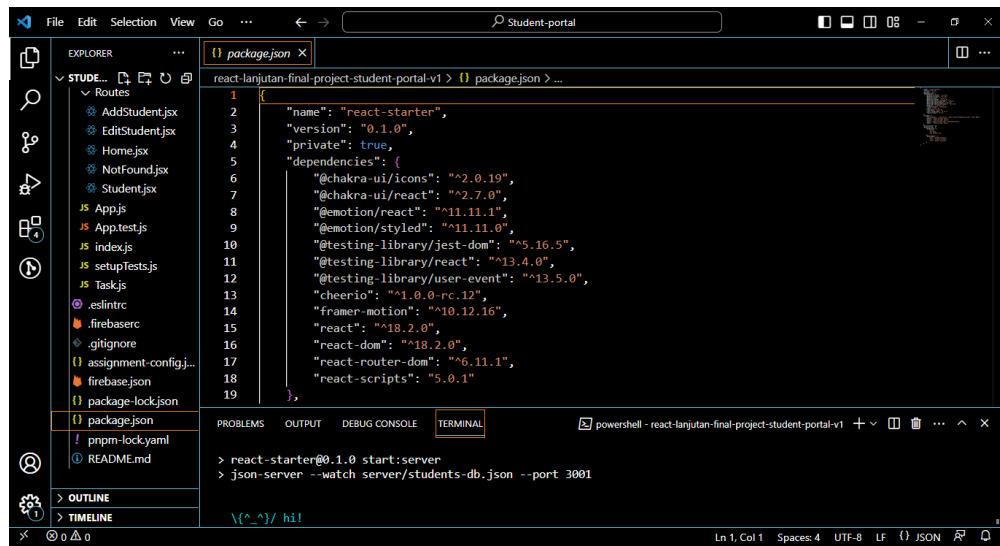 File Edit Selection View Go ... Student-portal
EXPLORER ...
STUDE...
Routes
AddStudent.jsx
EditStudent.jsx
Home.jsx
NotFound.jsx
Student.jsx
JS App.js
JS App.test.js
JS index.js
JS setupTests.js
JS Task.js
.eslintrc
.firebaserc
.gitignore
{} assignment-config.j...
firebase.json
{} package-lock.json
{} package.json
! pnpm-lock.yaml
README.md
> OUTLINE
> TIMELINE
4
1
{} package.json ×
react-lanjutan-final-project-student-portal-v1 > {} package.json > ...
1 {
2 "name": "react-starter",
3 "version": "0.1.0",
4 "private": true,
5 "dependencies": {
6 "@chakra-ui/icons": "^2.0.19",
7 "@chakra-ui/react": "^2.7.0",
8 "@emotion/react": "^11.11.1",
9 "@emotion/styled": "^11.11.0",
10 "@testing-library/jest-dom": "^5.16.5",
11 "@testing-library/react": "^13.4.0",
12 "@testing-library/user-event": "^13.5.0",
13 "cheerio": "^1.0.0-rc.12",
14 "framer-motion": "^10.12.16",
15 "react": "^18.2.0",
16 "react-dom": "^18.2.0",
17 "react-router-dom": "^6.11.1",
18 "react-scripts": "5.0.1"
19 },
PROBLEMS OUTPUT DEBUG CONSOLE TERMINAL powershell - react-lanjutan-final-project-student-portal-v1
> react-starter@0.1.0 start:server
> json-server --watch server/students-db.json --port 3001
\{^_^}/ hi!
0 0 Ln 1, Col 1 Spaces: 4 UTF-8 LF {} JSON